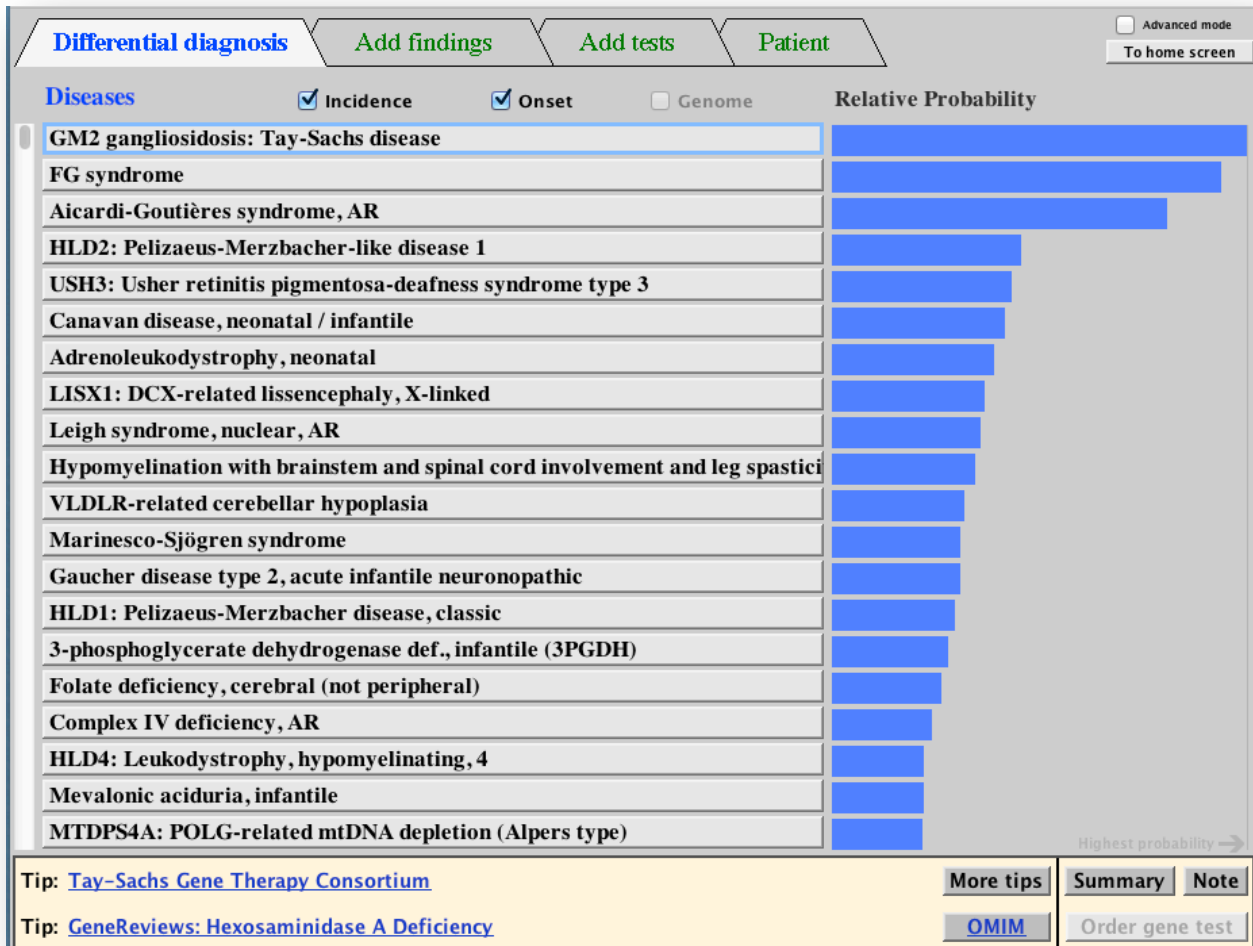 Differential diagnosis Add findings Add tests Patient Advanced mode
To home screen
Diseases Incidence Onset Genome Relative Probability
GM2 gangliosidosis: Tay-Sachs disease
FG syndrome
Aicardi-Goutières syndrome, AR
HLD2: Pelizaeus-Merzbacher-like disease 1
USH3: Usher retinitis pigmentosa-deafness syndrome type 3
Canavan disease, neonatal / infantile
Adrenoleukodystrophy, neonatal
LISX1: DCX-related lissencephaly, X-linked
Leigh syndrome, nuclear, AR
Hypomyelination with brainstem and spinal cord involvement and leg spastici
VLDLR-related cerebellar hypoplasia
Marinesco-Sjögren syndrome
Gaucher disease type 2, acute infantile neuronopathic
HLD1: Pelizaeus-Merzbacher disease, classic
3-phosphoglycerate dehydrogenase def., infantile (3PGDH)
Folate deficiency, cerebral (not peripheral)
Complex IV deficiency, AR
HLD4: Leukodystrophy, hypomyelinating, 4
Mevalonic aciduria, infantile
MTDPS4A: POLG-related mtDNA depletion (Alpers type)
Highest probability
Tip: Tay-Sachs Gene Therapy Consortium More tips Summary Note
Tip: GeneReviews: Hexosaminidase A Deficiency OMIM Order gene test